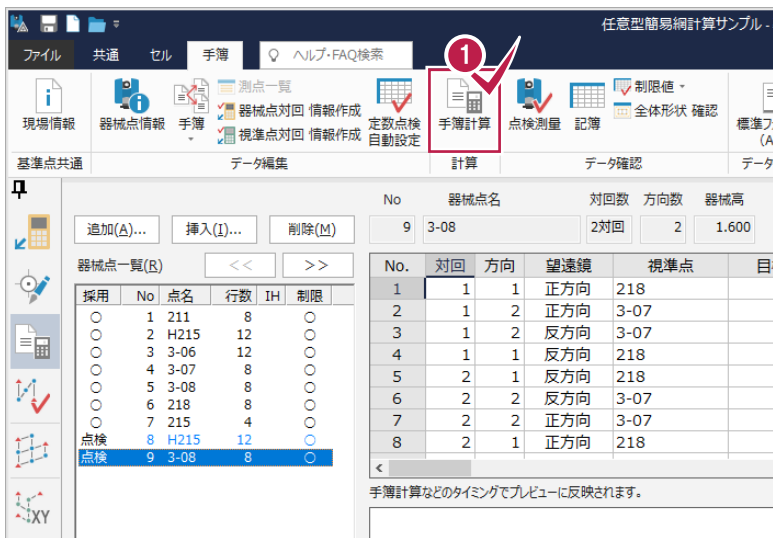 任意型簡易網計算サンプル -
ファイル 共通 セル 手簿 ヘルプ・FAQ検索
1
現場情報 器械点情報 手簿 測点一覧 器械点対回 情報作成 視準点対回 情報作成 定数点検 自動設定 手簿計算 点検測量 記簿 制限値 全体形状 確認
基準点共通 データ編集 計算 データ確認
No 器械点名 対回数 方向数 器械高
追加(A)... 挿入(I)... 削除(M) 9 3-08 2対回 2 1.600
器械点一覧(R) << >>
採用 No 点名 行数 IH 制限
○ 1 211 8 ○
○ 2 H215 12 ○
○ 3 3-06 12 ○
○ 4 3-07 8 ○
○ 5 3-08 8 ○
○ 6 218 8 ○
○ 7 215 4 ○
点検 8 H215 12 ○
点検 9 3-08 8 ○
No. 対回 方向 望遠鏡 視準点
1 1 1 正方向 218
2 1 2 正方向 3-07
3 1 2 反方向 3-07
4 1 1 反方向 218
5 2 1 反方向 218
6 2 2 反方向 3-07
7 2 2 正方向 3-07
8 2 1 正方向 218
手簿計算などのタイミングでプレビューに反映されます。
XY